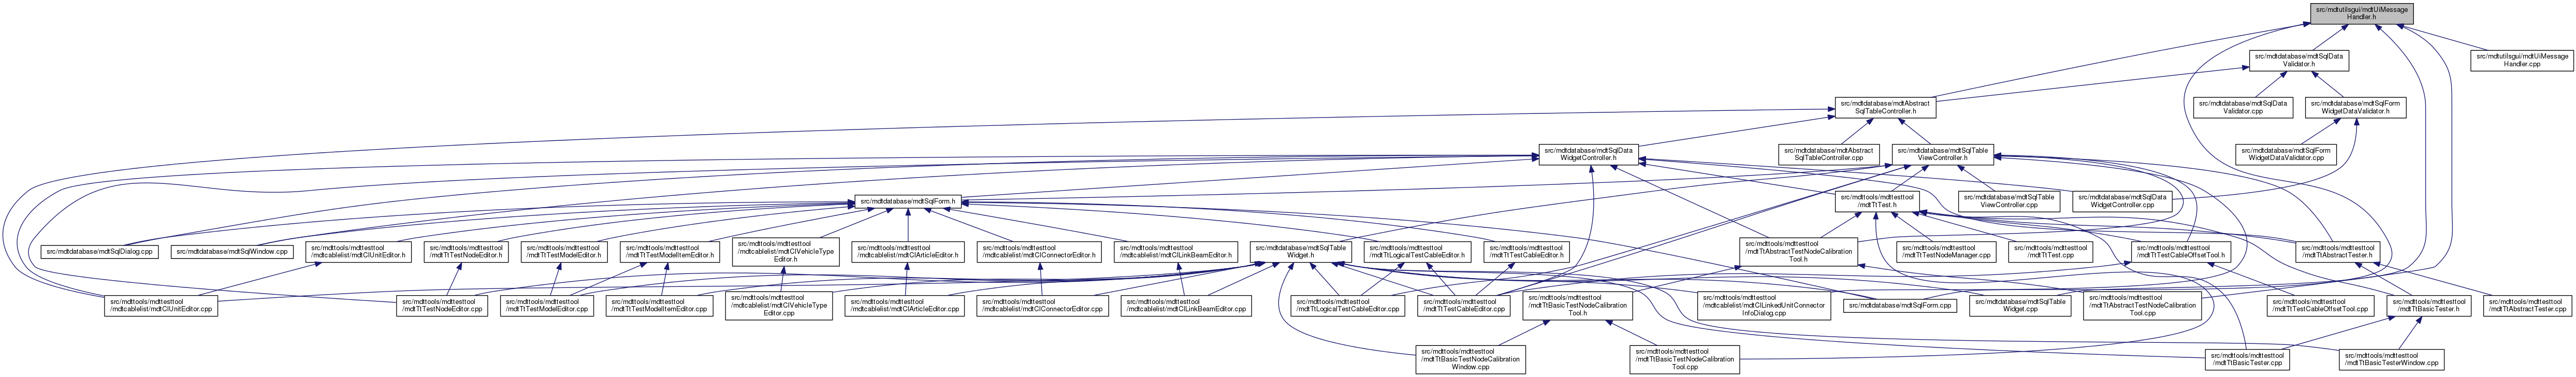 src/mdtutilsgui/mdtUiMessage
Handler.h
src/mdtdatabase/mdtSqlData
Validator.h
src/mdtutilsgui/mdtUiMessage
Handler.cpp
src/mdtdatabase/mdtAbstract
SqlTableController.h
src/mdtdatabase/mdtSqlData
Validator.cpp
src/mdtdatabase/mdtSqlForm
WidgetDataValidator.h
src/mdtdatabase/mdtSqlData
WidgetController.h
src/mdtdatabase/mdtAbstract
SqlTableController.cpp
src/mdtdatabase/mdtSqlTable
ViewController.h
src/mdtdatabase/mdtSqlForm
WidgetDataValidator.cpp
src/mdtdatabase/mdtSqlForm.h
src/mdttools/mdttesttool
/mdtTtTest.h
src/mdtdatabase/mdtSqlTable
ViewController.cpp
src/mdtdatabase/mdtSqlData
WidgetController.cpp
src/mdtdatabase/mdtSqlDialog.cpp
src/mdtdatabase/mdtSqlWindow.cpp
src/mdttools/mdttesttool
/mdtcablelist/mdtClUnitEditor.h
src/mdttools/mdttesttool
/mdtTtTestNodeEditor.h
src/mdttools/mdttesttool
/mdtTtTestModelEditor.h
src/mdttools/mdttesttool
/mdtTtTestModelItemEditor.h
src/mdttools/mdttesttool
/mdtcablelist/mdtClVehicleType
Editor.h
src/mdttools/mdttesttool
/mdtcablelist/mdtClArticleEditor.h
src/mdttools/mdttesttool
/mdtcablelist/mdtClConnectorEditor.h
src/mdttools/mdttesttool
/mdtcablelist/mdtClLinkBeamEditor.h
src/mdtdatabase/mdtSqlTable
Widget.h
src/mdttools/mdttesttool
/mdtTtLogicalTestCableEditor.h
src/mdttools/mdttesttool
/mdtTtTestCableEditor.h
src/mdttools/mdttesttool
/mdtTtAbstractTestNodeCalibration
Tool.h
src/mdttools/mdttesttool
/mdtTtTestNodeManager.cpp
src/mdttools/mdttesttool
/mdtTtTest.cpp
src/mdttools/mdttesttool
/mdtTtTestCableOffsetTool.h
src/mdttools/mdttesttool
/mdtTtAbstractTester.h
src/mdttools/mdttesttool
/mdtcablelist/mdtClUnitEditor.cpp
src/mdttools/mdttesttool
/mdtTtTestNodeEditor.cpp
src/mdttools/mdttesttool
/mdtTtTestModelEditor.cpp
src/mdttools/mdttesttool
/mdtTtTestModelItemEditor.cpp
src/mdttools/mdttesttool
/mdtcablelist/mdtClVehicleType
Editor.cpp
src/mdttools/mdttesttool
/mdtcablelist/mdtClArticleEditor.cpp
src/mdttools/mdttesttool
/mdtcablelist/mdtClConnectorEditor.cpp
src/mdttools/mdttesttool
/mdtcablelist/mdtClLinkBeamEditor.cpp
src/mdttools/mdttesttool
/mdtTtLogicalTestCableEditor.cpp
src/mdttools/mdttesttool
/mdtTtTestCableEditor.cpp
src/mdttools/mdttesttool
/mdtTtBasicTestNodeCalibration
Tool.h
src/mdttools/mdttesttool
/mdtcablelist/mdtClLinkedUnitConnector
InfoDialog.cpp
src/mdtdatabase/mdtSqlForm.cpp
src/mdtdatabase/mdtSqlTable
Widget.cpp
src/mdttools/mdttesttool
/mdtTtAbstractTestNodeCalibration
Tool.cpp
src/mdttools/mdttesttool
/mdtTtTestCableOffsetTool.cpp
src/mdttools/mdttesttool
/mdtTtBasicTester.h
src/mdttools/mdttesttool
/mdtTtAbstractTester.cpp
src/mdttools/mdttesttool
/mdtTtBasicTestNodeCalibration
Window.cpp
src/mdttools/mdttesttool
/mdtTtBasicTestNodeCalibration
Tool.cpp
src/mdttools/mdttesttool
/mdtTtBasicTester.cpp
src/mdttools/mdttesttool
/mdtTtBasicTesterWindow.cpp